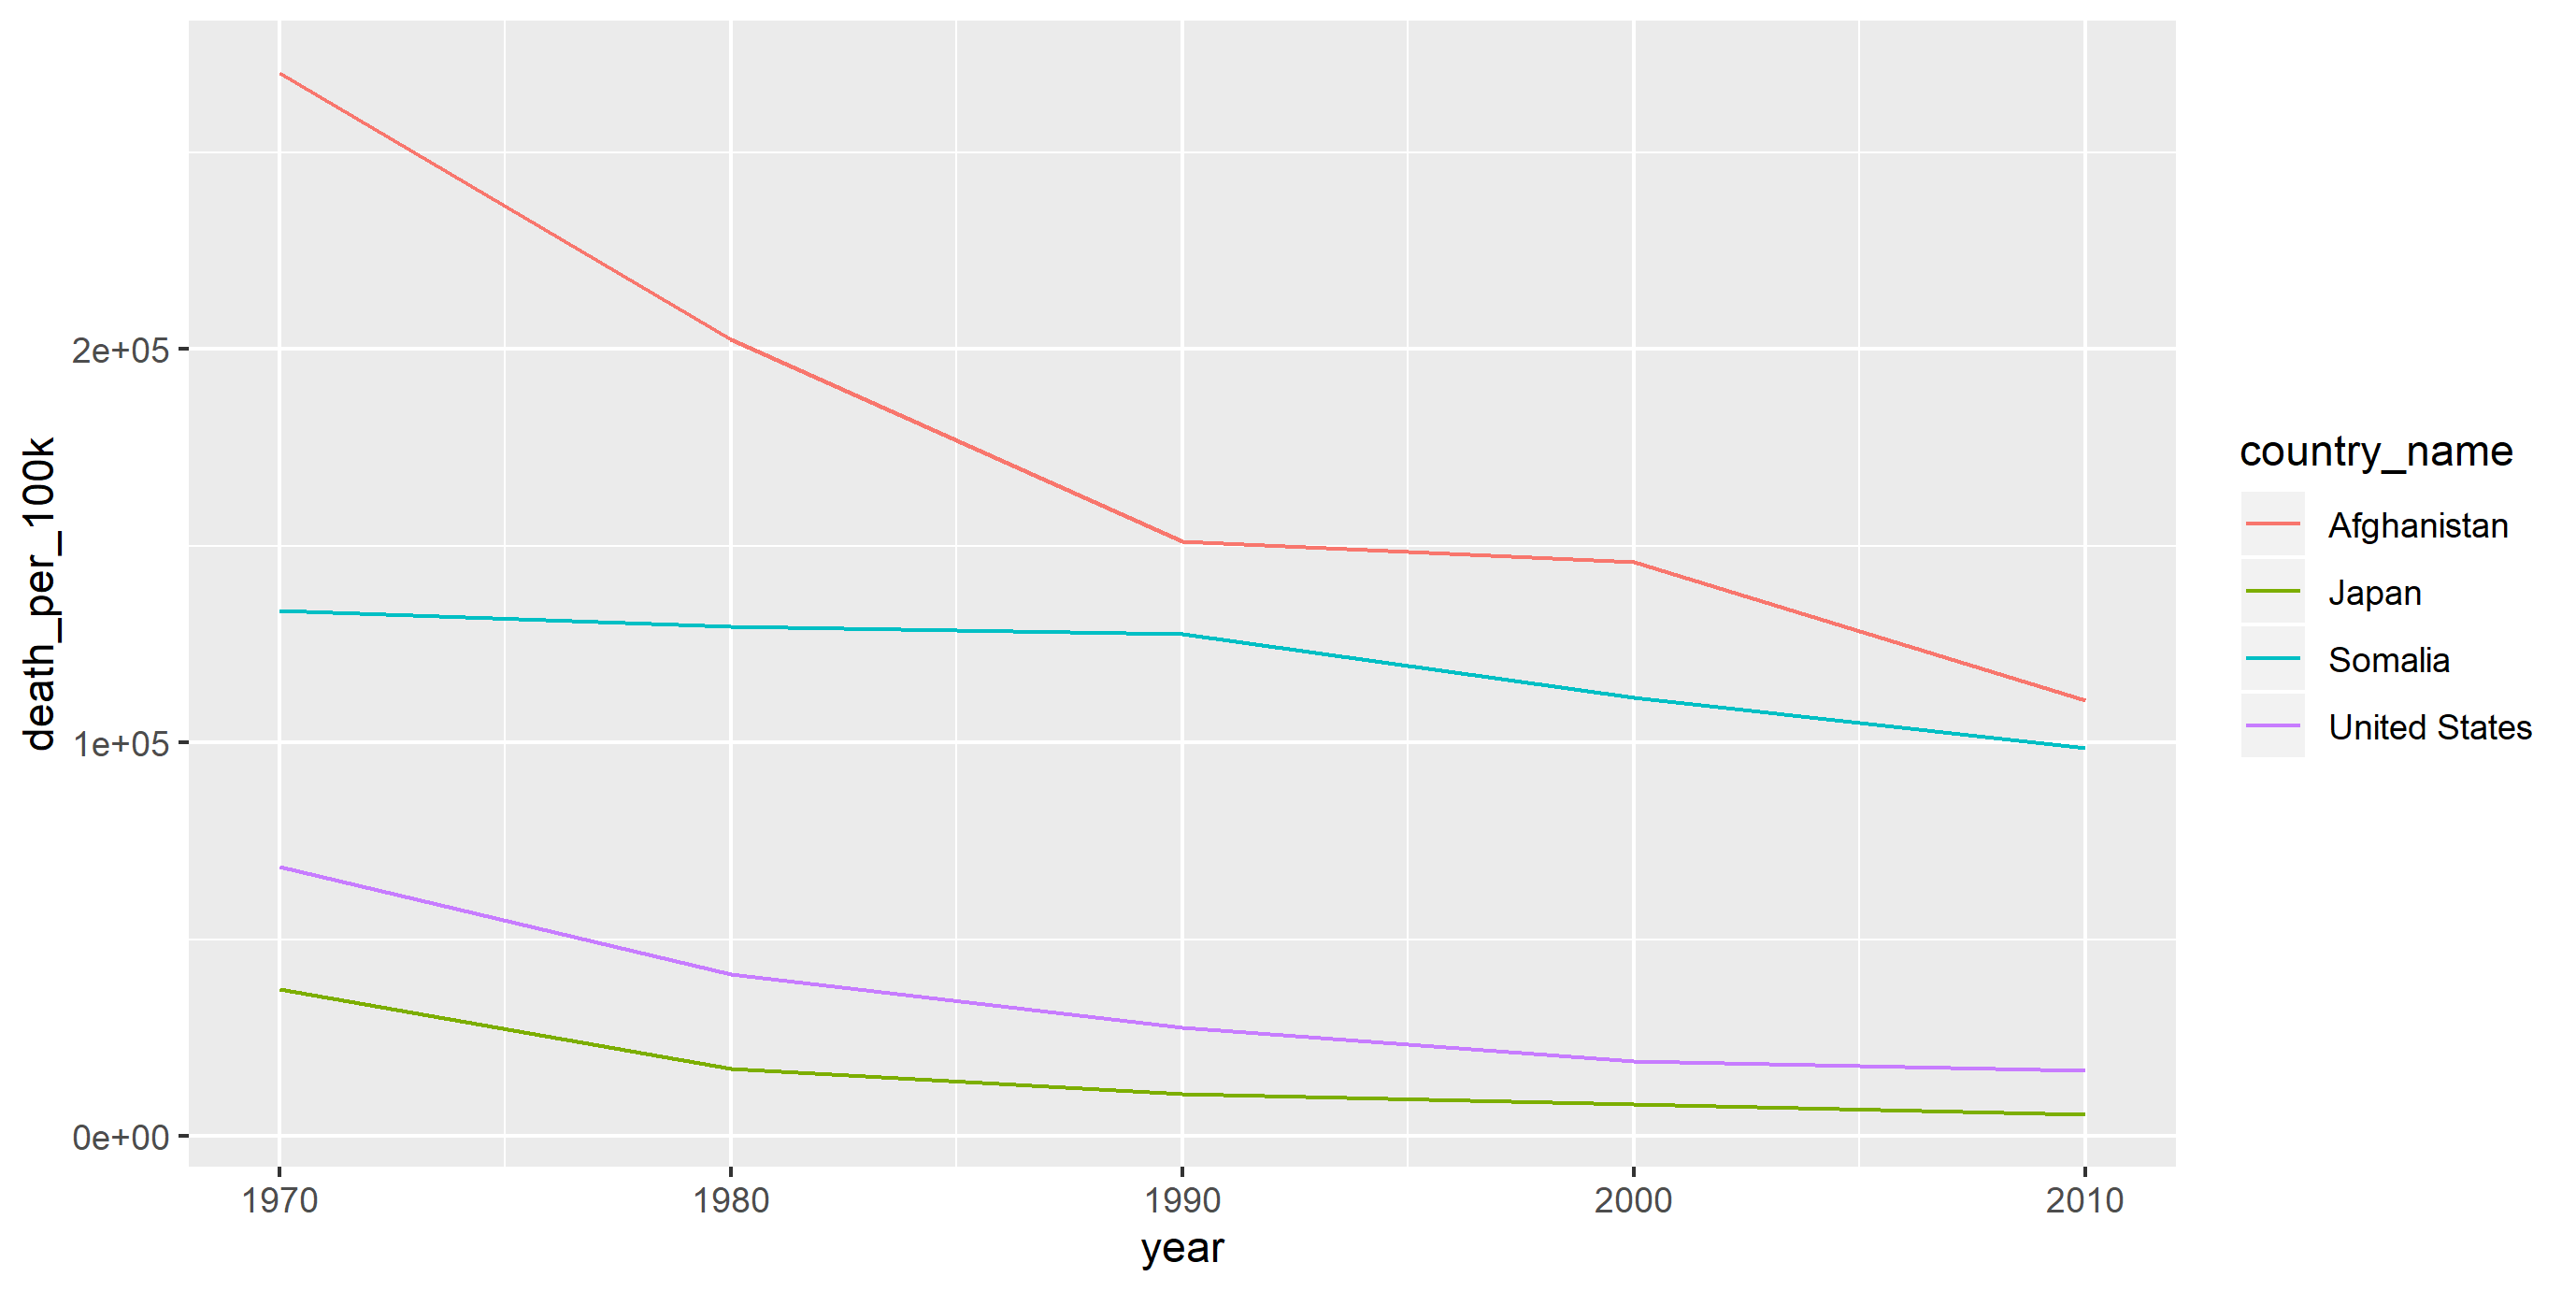 death_per_100k
2e+05
1e+05
0e+00
1970 1980 1990 2000 2010
year
country_name
Afghanistan
Japan
Somalia
United States